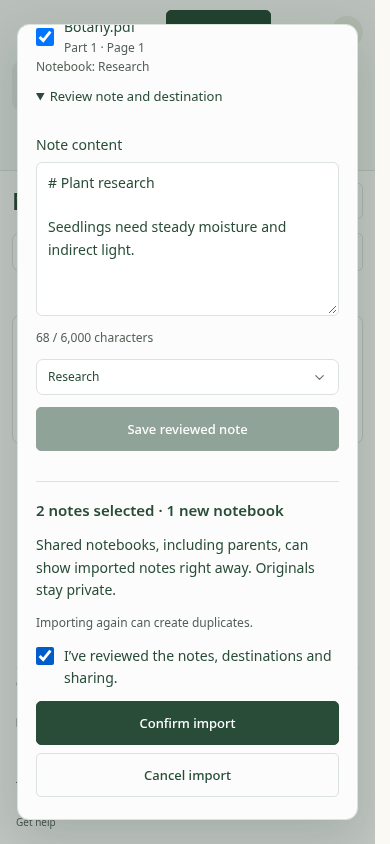 Botany.pdf
Part 1 · Page 1
Notebook: Research
▼ Review note and destination
Note content
# Plant research
Seedlings need steady moisture and
indirect light.
68 / 6,000 characters
Research
Save reviewed note
2 notes selected · 1 new notebook
Shared notebooks, including parents, can
show imported notes right away. Originals
stay private.
Importing again can create duplicates.
I’ve reviewed the notes, destinations and
sharing.
Confirm import
Cancel import
Get help